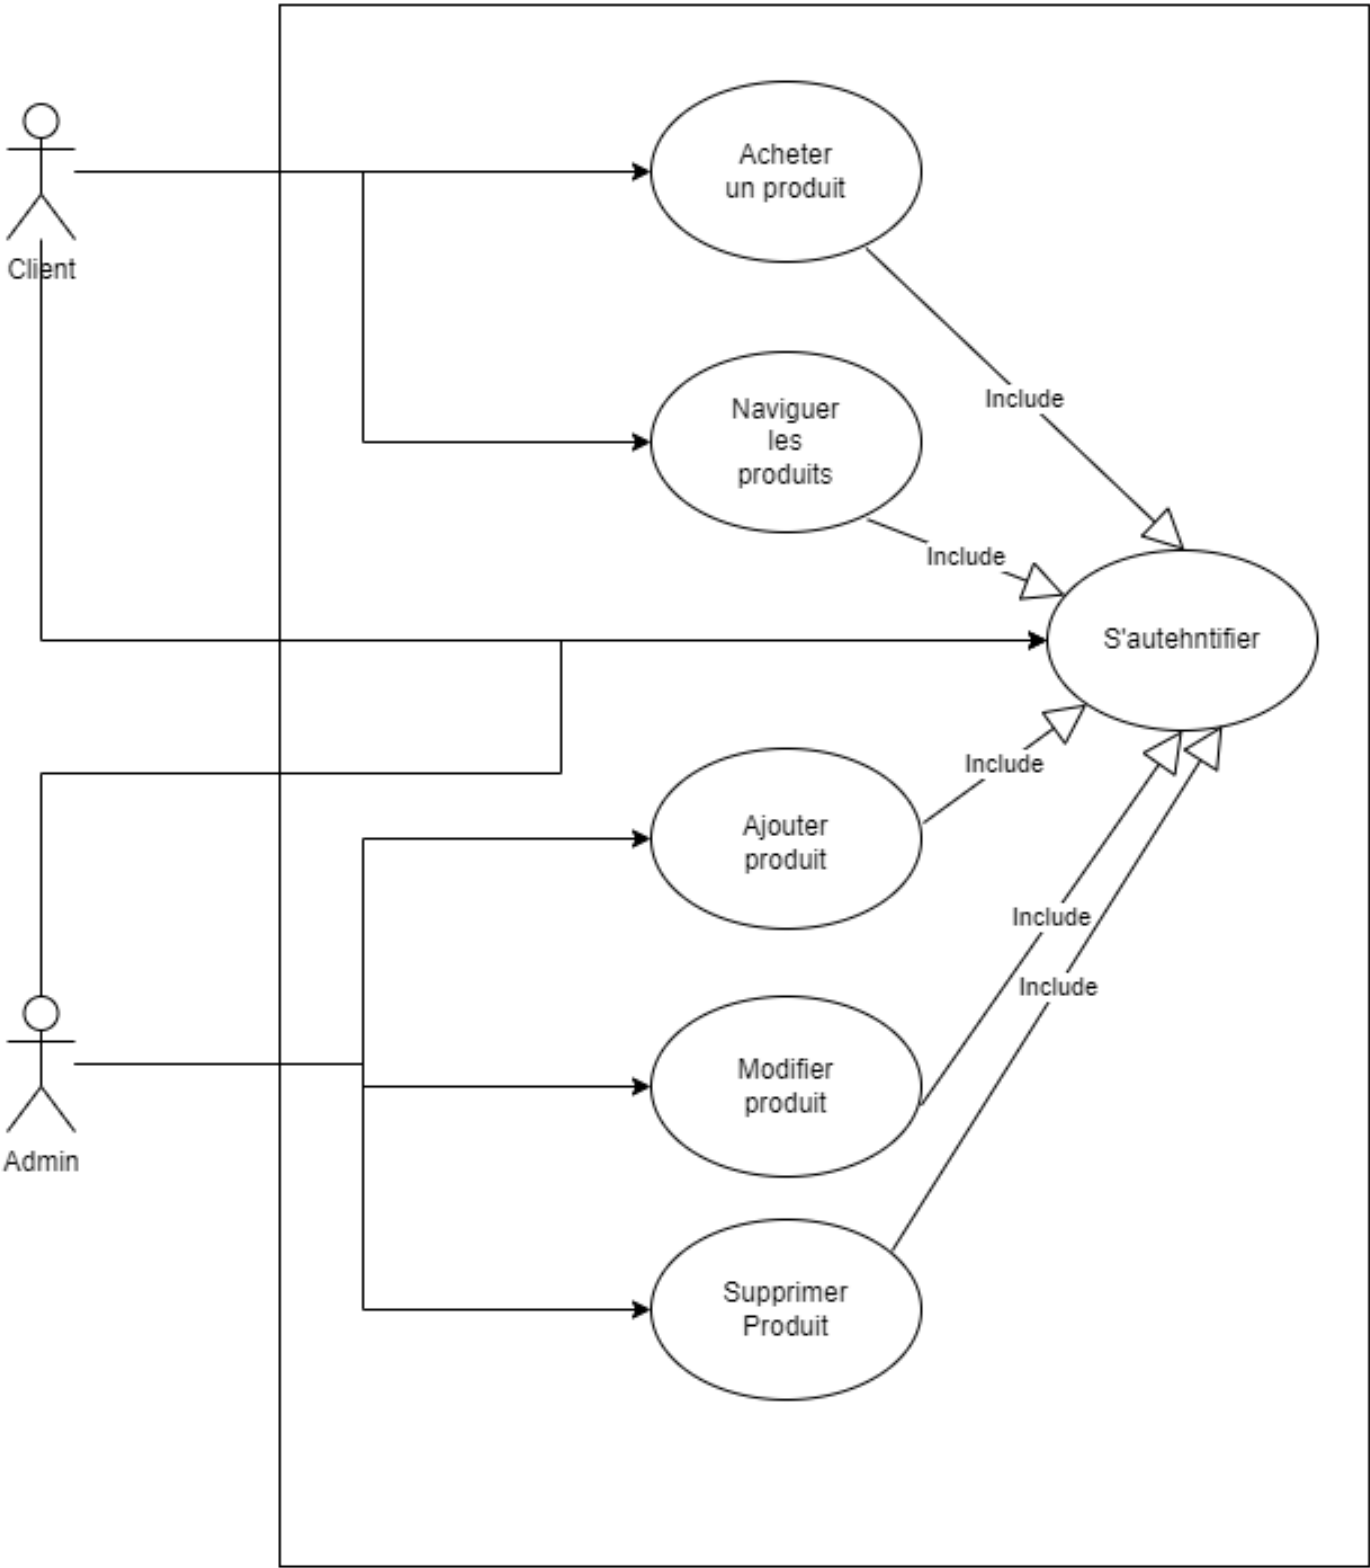 Acheter
un produit
Client
Include
Naviguer
les
produits
Include
S'autehntifier
Include
Ajouter
produit
Include
Include
Modifier
produit
Admin
Supprimer
Produit